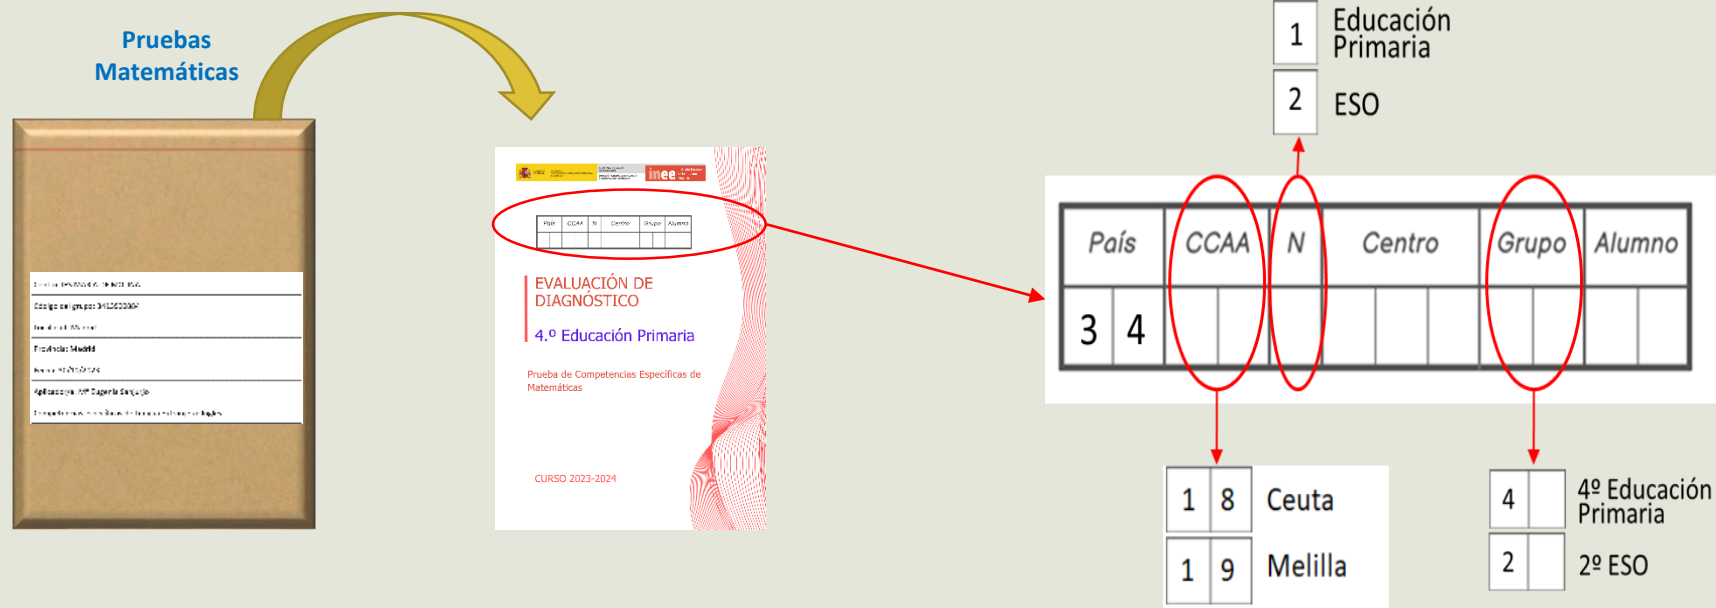 Pruebas
Matemáticas
Código del grupo:
Provincia: Madrid
inee
País CCAA N Centro Grupo Alumno
EVALUACIÓN DE
DIAGNÓSTICO
4.º Educación Primaria
Prueba de Competencias Específicas de
Matemáticas
CURSO 2023-2024
1 Educación
Primaria
2 ESO
País CCAA N Centro Grupo Alumno
3 4
1 8 Ceuta
1 9 Melilla
4 4º Educación
Primaria
2 2º ESO